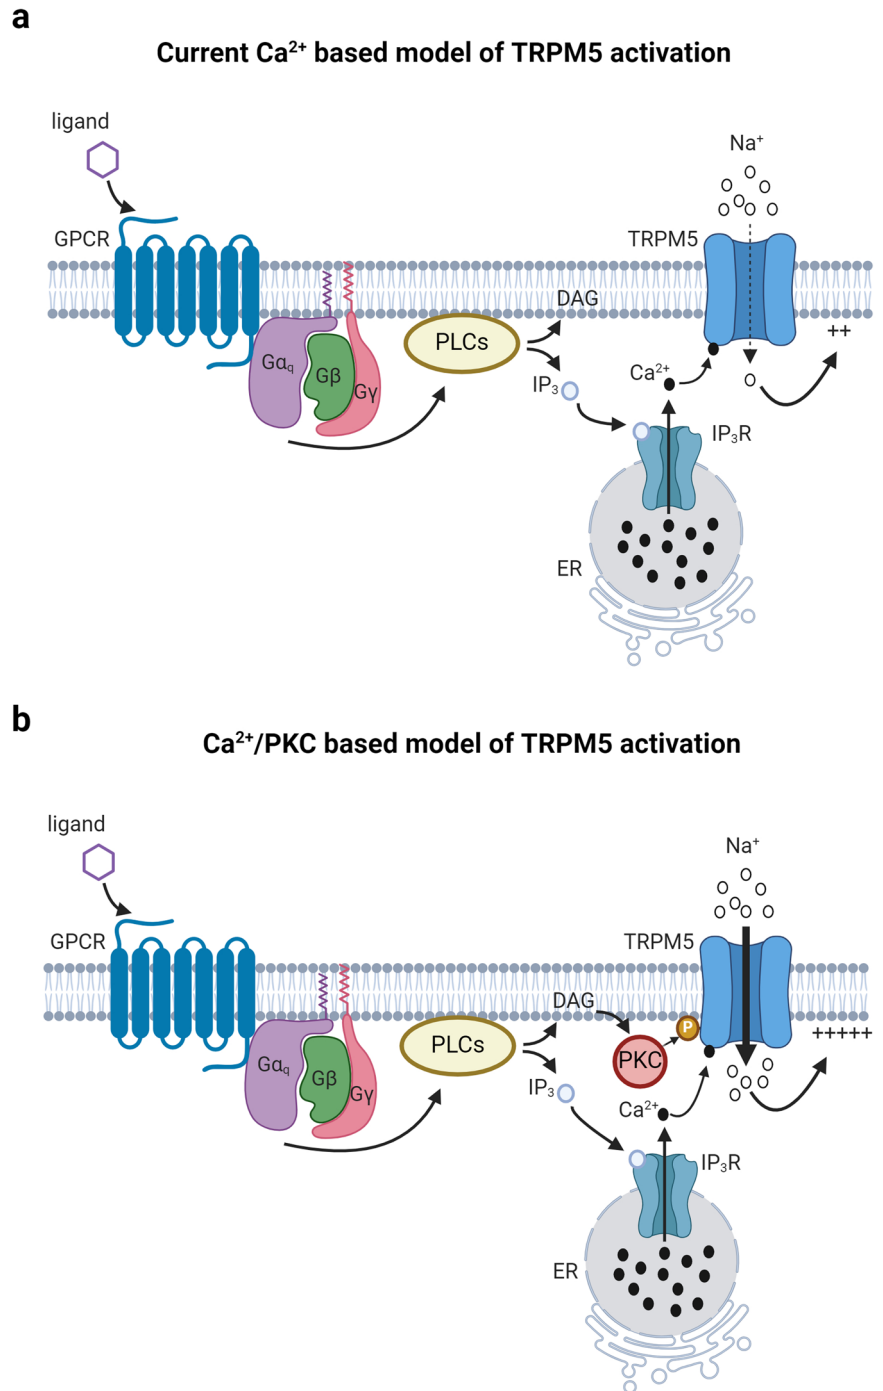 a
Current Ca²⁺ based model of TRPM5 activation
ligand
Na⁺
GPCR
TRPM5
DAG
++
PLCs
Gαq
Gβ
Gγ
IP₃
Ca²⁺
IP₃R
ER
b
Ca²⁺/PKC based model of TRPM5 activation
ligand
Na⁺
GPCR
TRPM5
DAG
P
+++++
PLCs
PKC
Gαq
Gβ
Gγ
IP₃
Ca²⁺
IP₃R
ER